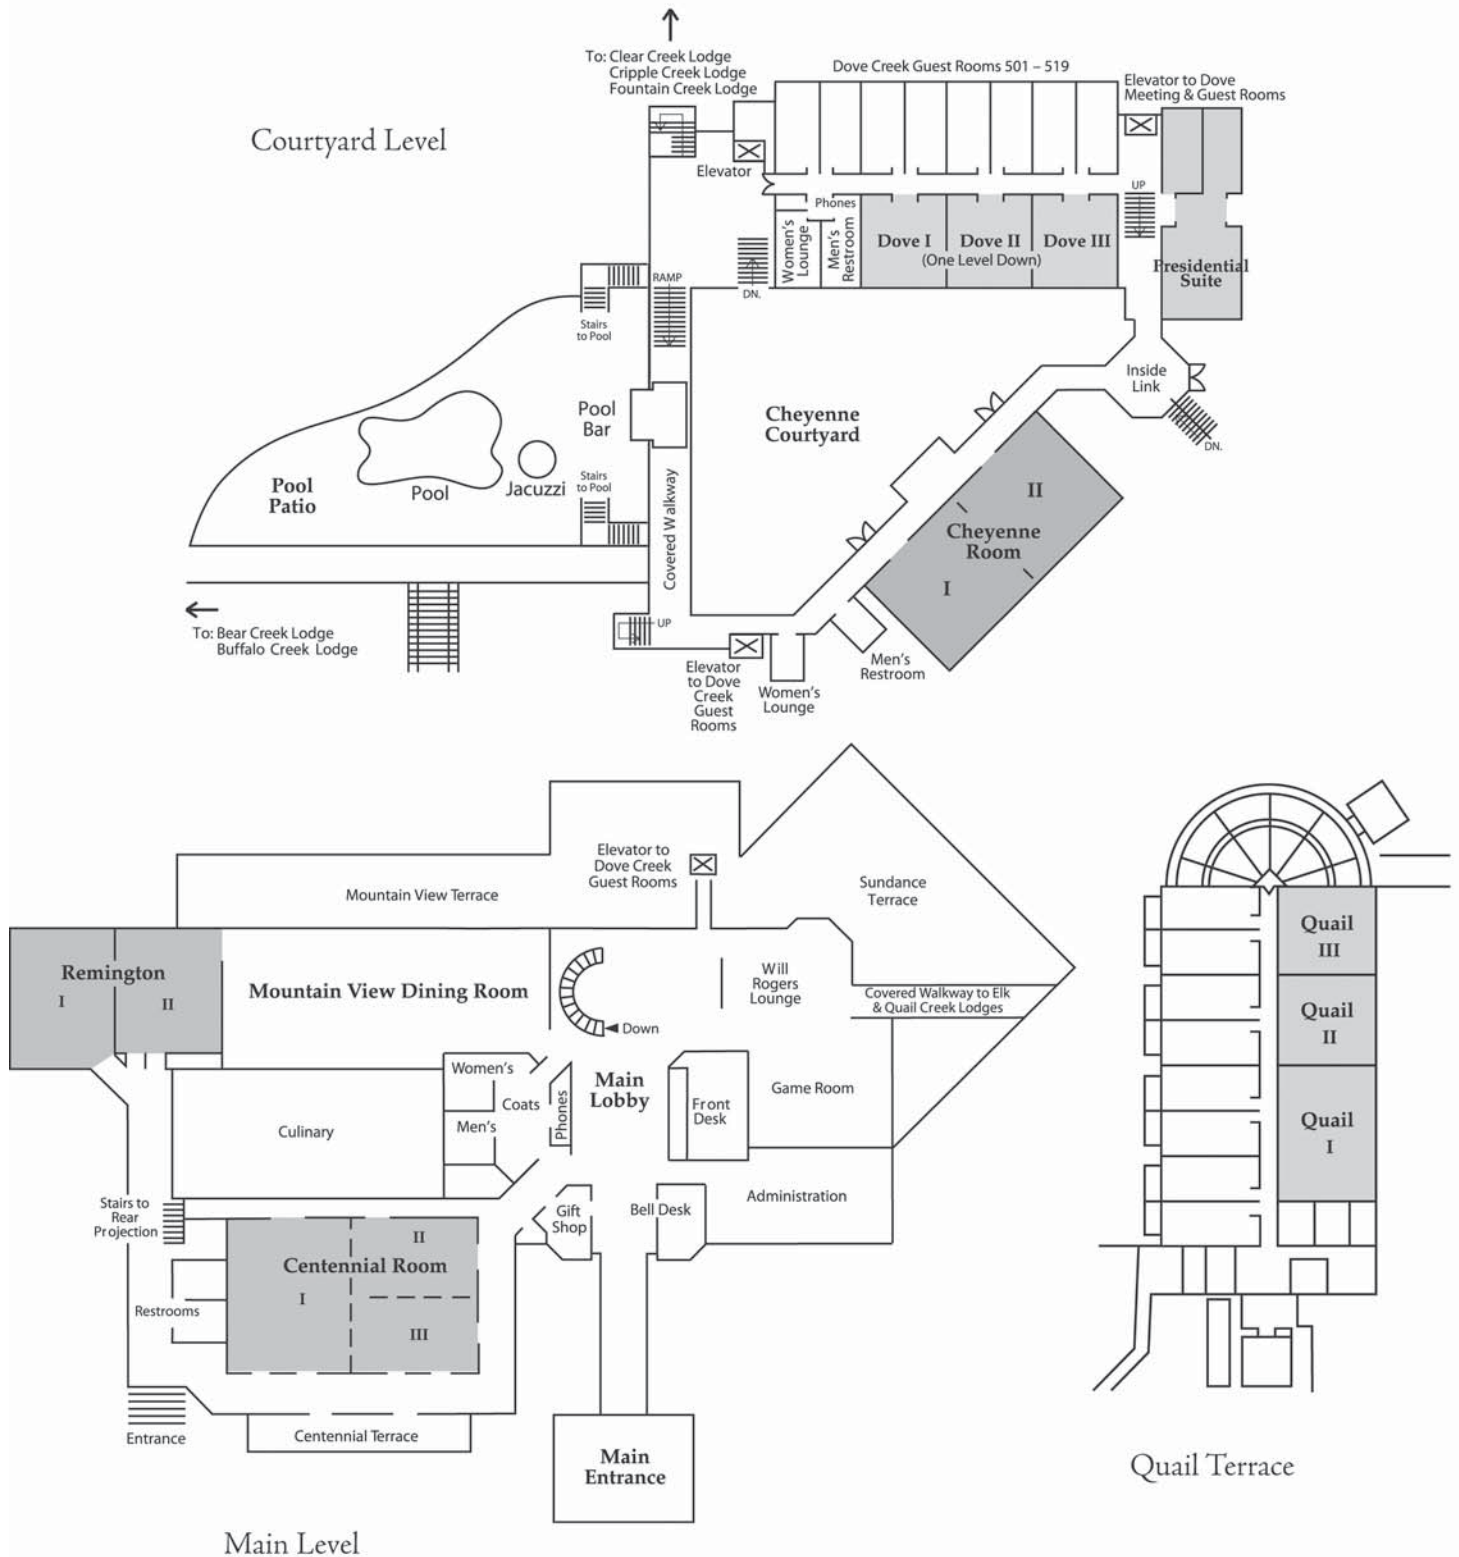 To: Clear Creek Lodge
Cripple Creek Lodge
Fountain Creek Lodge
Dove Creek Guest Rooms 501 – 519
Elevator to Dove
Meeting & Guest Rooms
Courtyard Level
Elevator
UP
Phones
Women's
Lounge
Men's
Restroom
Dove I
Dove II
Dove III
(One Level Down)
Presidential
Suite
RAMP
DN.
Stairs
to Pool
Inside
Link
Pool
Bar
Cheyenne
Courtyard
DN.
Stairs
to Pool
Pool
Patio
Pool
Jacuzzi
II
Cheyenne
Room
I
Covered Walkway
To: Bear Creek Lodge
Buffalo Creek Lodge
UP
Elevator
to Dove
Creek
Guest
Rooms
Women's
Lounge
Men's
Restroom
Elevator to
Dove Creek
Guest Rooms
Mountain View Terrace
Sundance
Terrace
Remington
I
II
Mountain View Dining Room
Will
Rogers
Lounge
Covered Walkway to Elk
& Quail Creek Lodges
Down
Women's
Coats
Men's
Phones
Main
Lobby
Front
Desk
Game Room
Culinary
Stairs to
Rear
Projection
Gift
Shop
Bell Desk
Administration
Centennial Room
I
II
III
Restrooms
Entrance
Centennial Terrace
Main
Entrance
Main Level
Quail
III
Quail
II
Quail
I
Quail Terrace